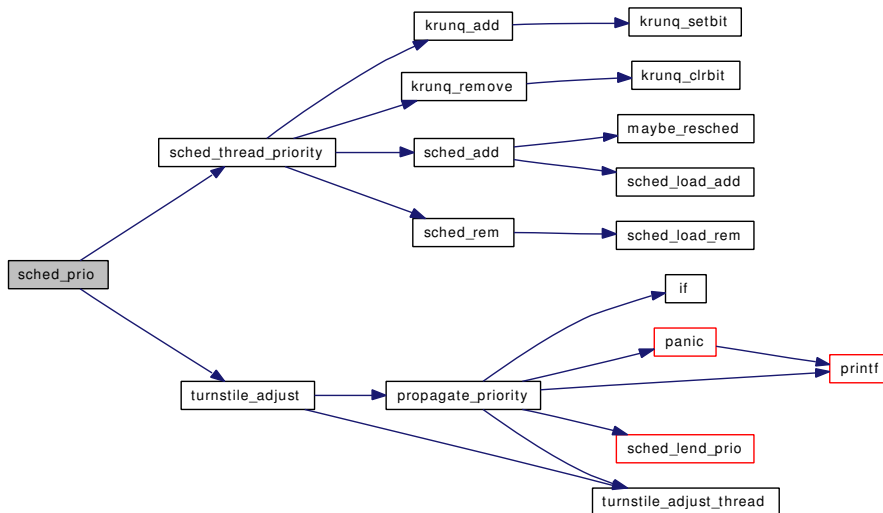 krunq_add
krunq_setbit
krunq_remove
krunq_clrbit
sched_thread_priority
sched_add
maybe_resched
sched_load_add
sched_rem
sched_load_rem
sched_prio
if
panic
printf
turnstile_adjust
propagate_priority
sched_lend_prio
turnstile_adjust_thread